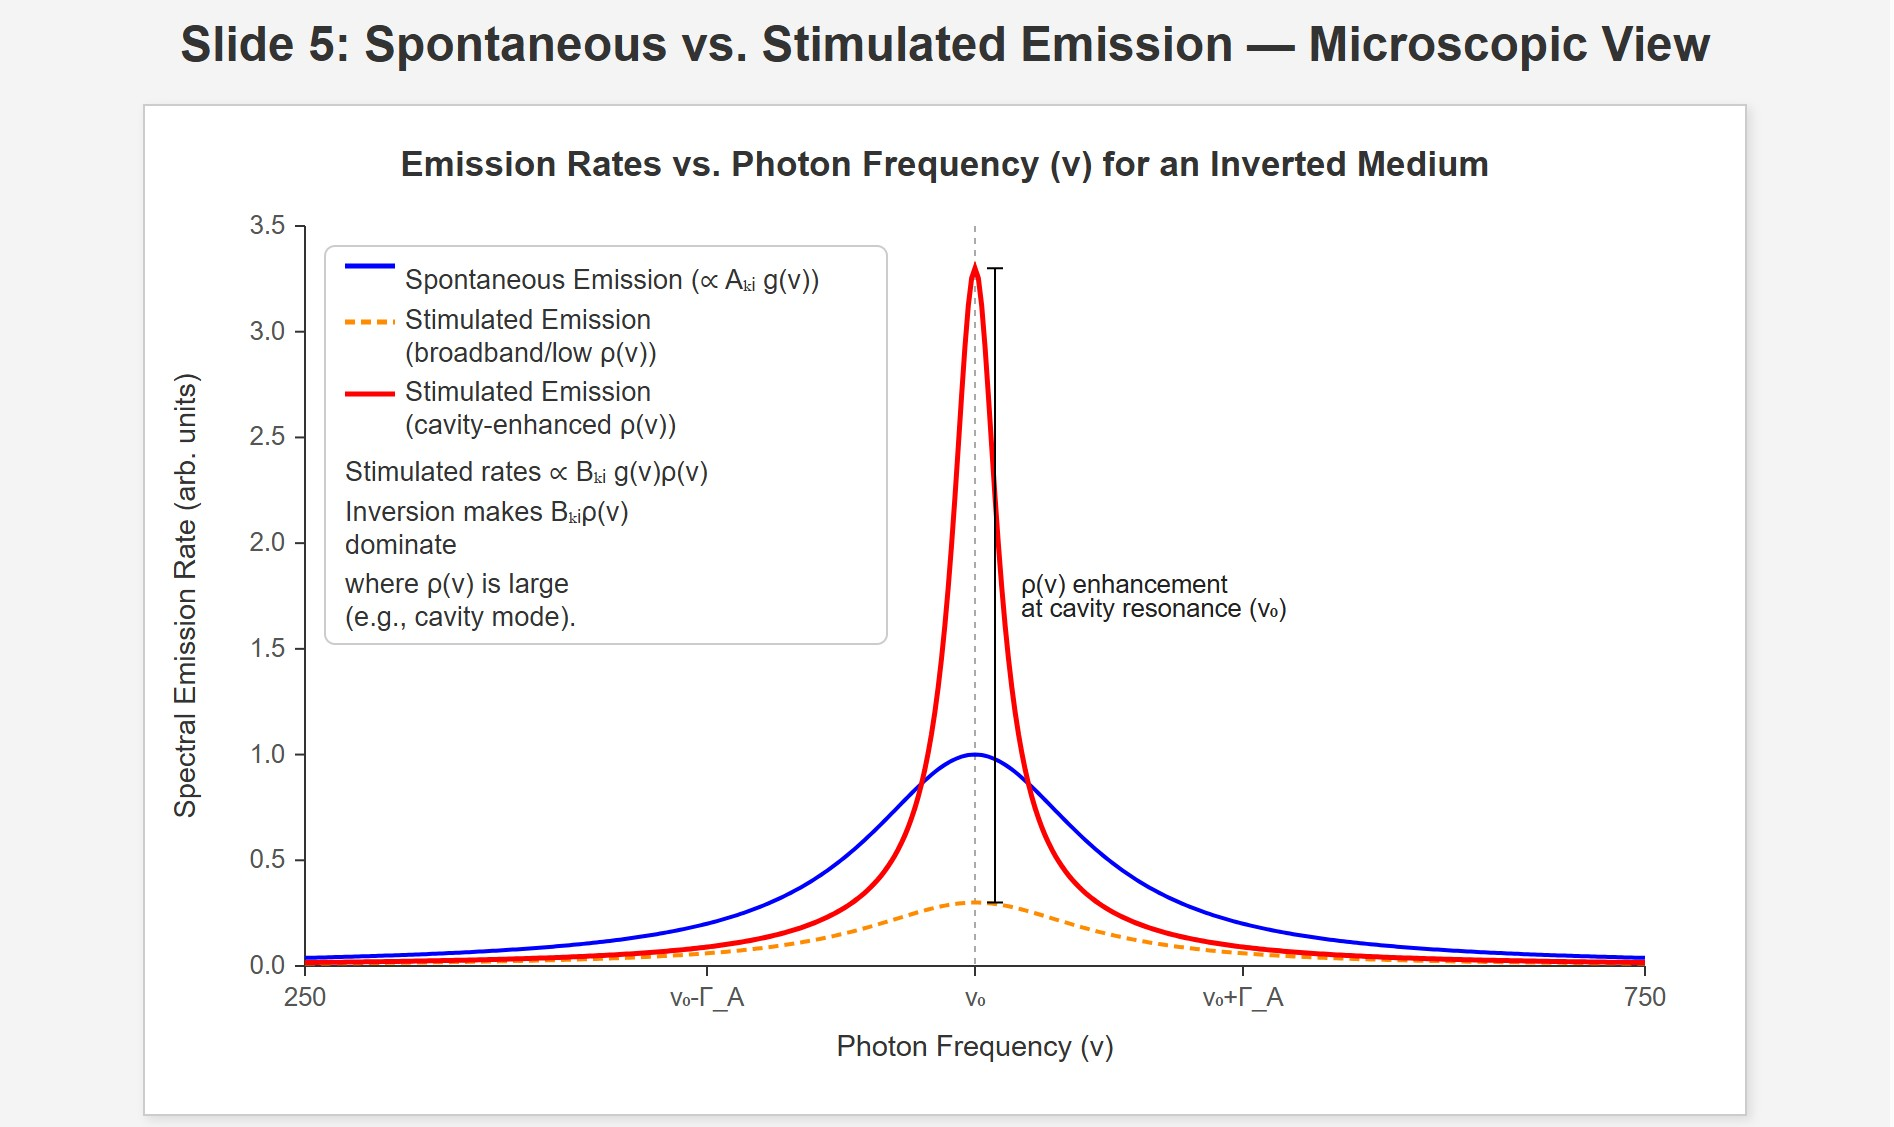 Slide 5: Spontaneous vs. Stimulated Emission — Microscopic View
Emission Rates vs. Photon Frequency (ν) for an Inverted Medium
3.5
3.0
2.5
2.0
1.5
1.0
0.5
0.0
Spectral Emission Rate (arb. units)
Spontaneous Emission (∝ Aₖᵢ g(ν))
Stimulated Emission
(broadband/low ρ(ν))
Stimulated Emission
(cavity-enhanced ρ(ν))
Stimulated rates ∝ Bₖᵢ g(ν)ρ(ν)
Inversion makes Bₖᵢρ(ν)
dominate
where ρ(ν) is large
(e.g., cavity mode).
ρ(ν) enhancement
at cavity resonance (ν₀)
250
ν₀-Γ_A
ν₀
ν₀+Γ_A
750
Photon Frequency (ν)